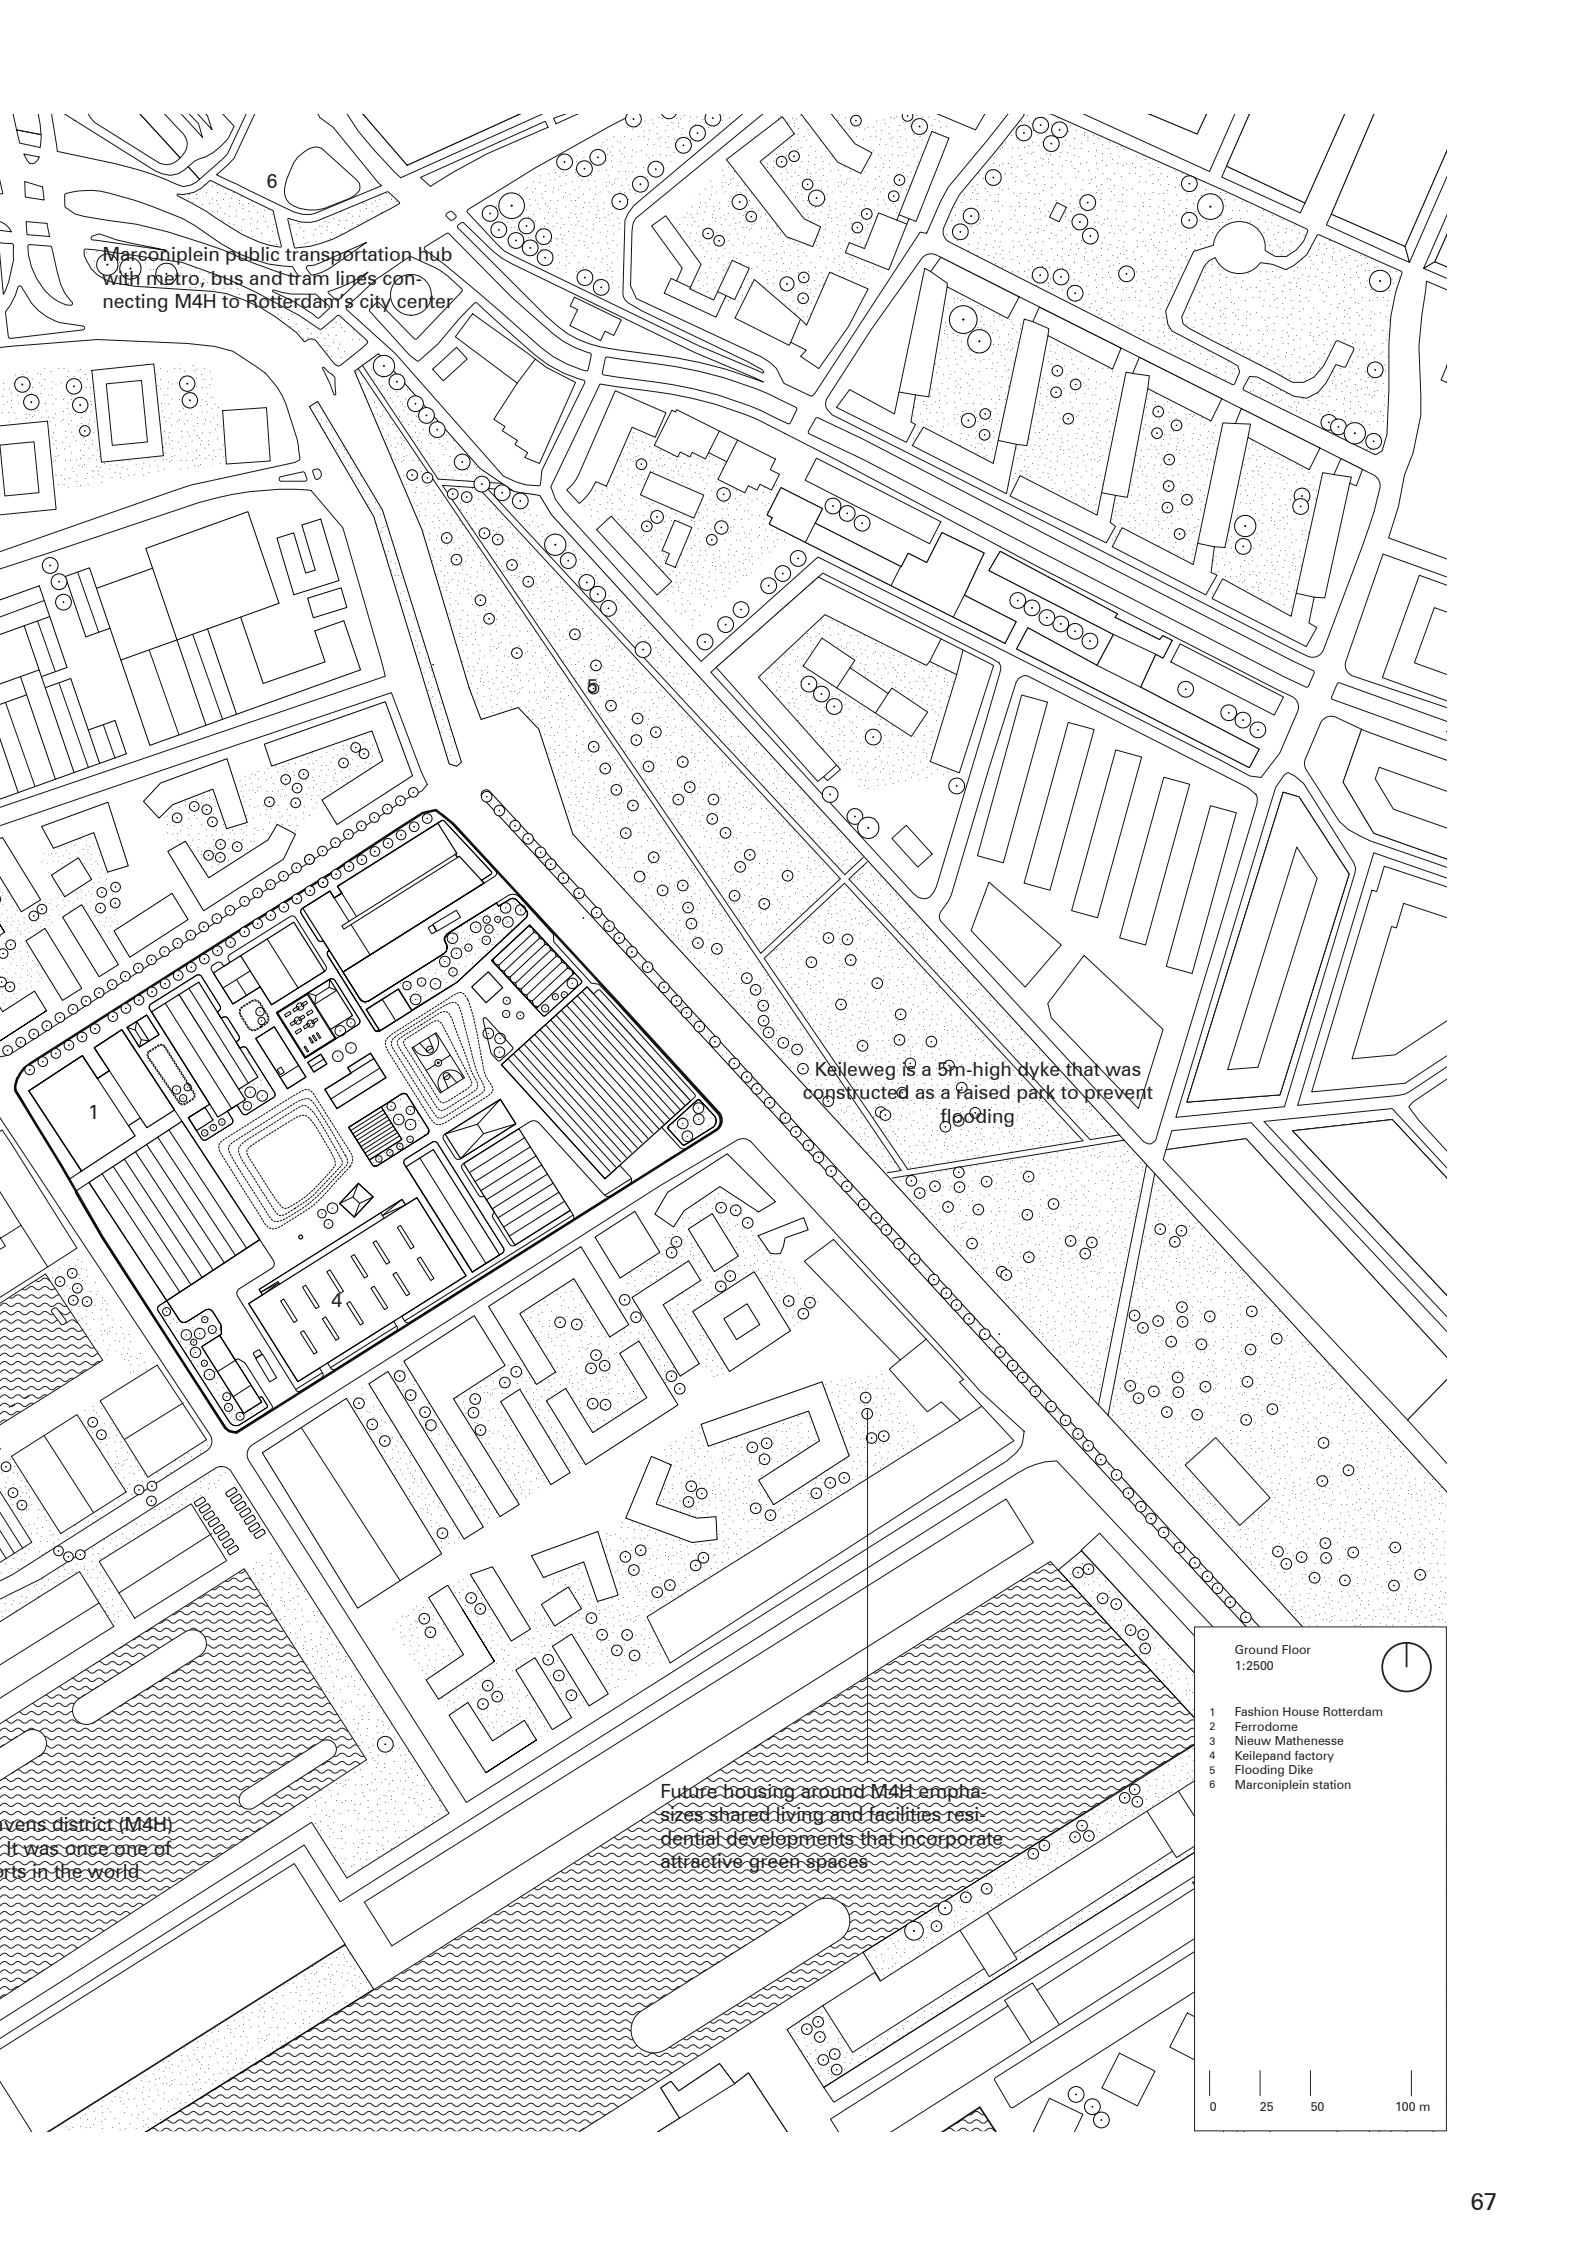 6
Marconiplein public transportation hub
with metro, bus and tram lines con-
necting M4H to Rotterdam's city center
5
Keileweg is a 5m-high dyke that was
constructed as a raised park to prevent
flooding
1
4
Ground Floor
1:2500
1 Fashion House Rotterdam
2 Ferrodome
3 Nieuw Mathenesse
4 Keilepand factory
5 Flooding Dike
6 Marconiplein station
Future housing around M4H empha-
sizes shared living and facilities resi-
dential developments that incorporate
attractive green spaces
vens district (M4H)
It was once one of
rts in the world
0 25 50 100 m
67